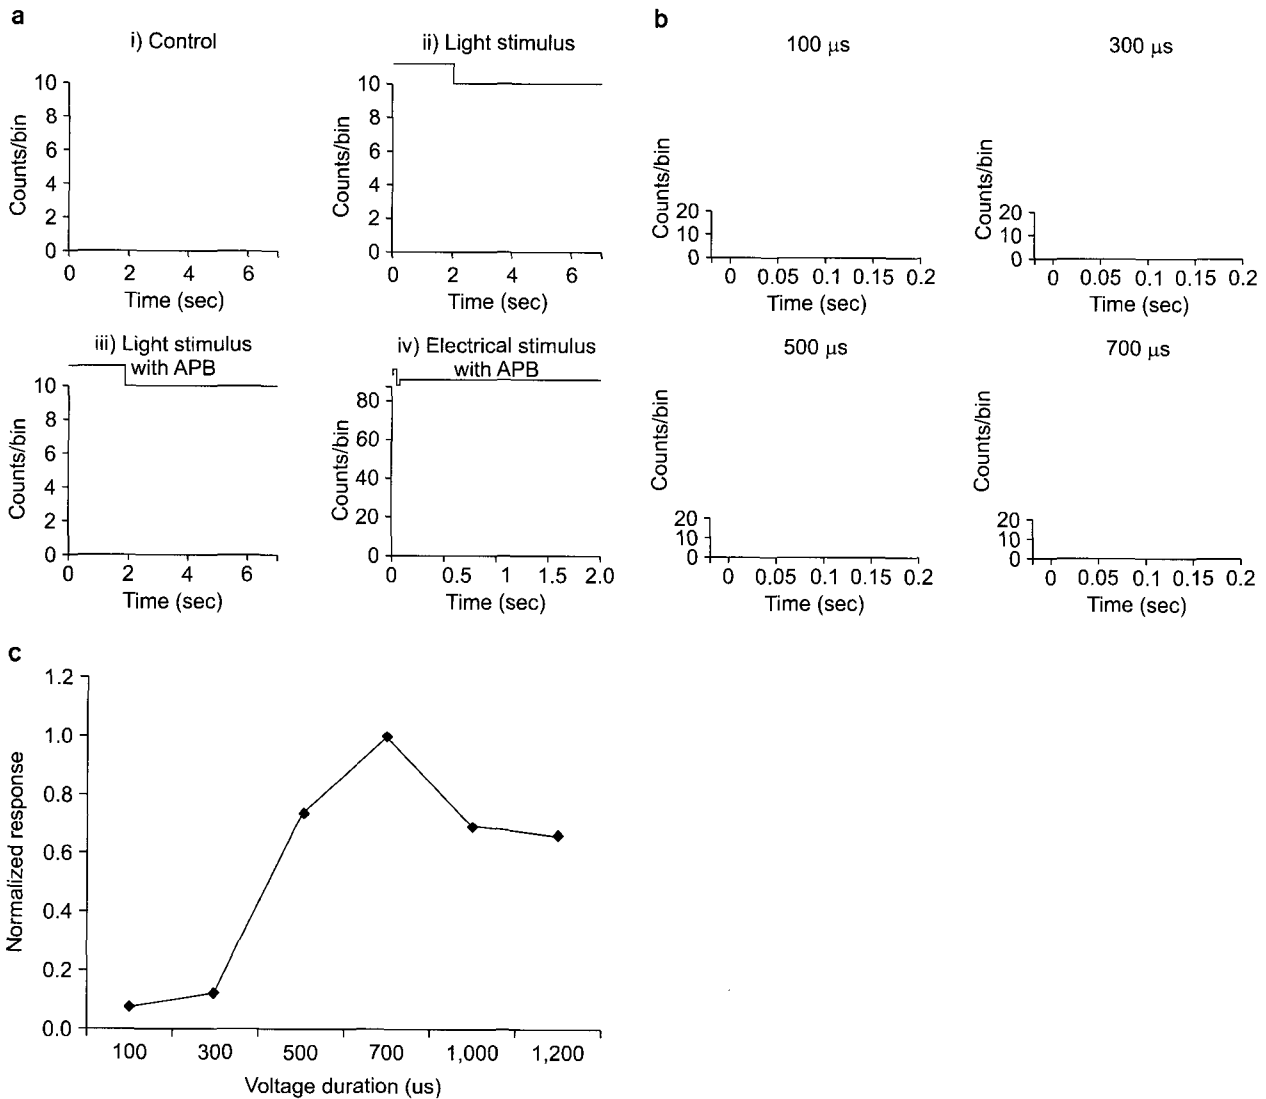 a
i) Control
10
8
6
4
2
0
Counts/bin
0 2 4 6
Time (sec)
ii) Light stimulus
10
8
6
4
2
0
Counts/bin
0 2 4 6
Time (sec)
iii) Light stimulus
with APB
10
8
6
4
2
0
Counts/bin
0 2 4 6
Time (sec)
iv) Electrical stimulus
with APB
80
60
40
20
0
Counts/bin
0 0.5 1 1.5 2.0
Time (sec)
b
100 μs
Counts/bin
20
10
0
0 0.05 0.1 0.15 0.2
Time (sec)
300 μs
Counts/bin
20
10
0
0 0.05 0.1 0.15 0.2
Time (sec)
500 μs
Counts/bin
20
10
0
0 0.05 0.1 0.15 0.2
Time (sec)
700 μs
Counts/bin
20
10
0
0 0.05 0.1 0.15 0.2
Time (sec)
c
1.2
1.0
0.8
0.6
0.4
0.2
0.0
Normalized response
100 300 500 700 1,000 1,200
Voltage duration (us)